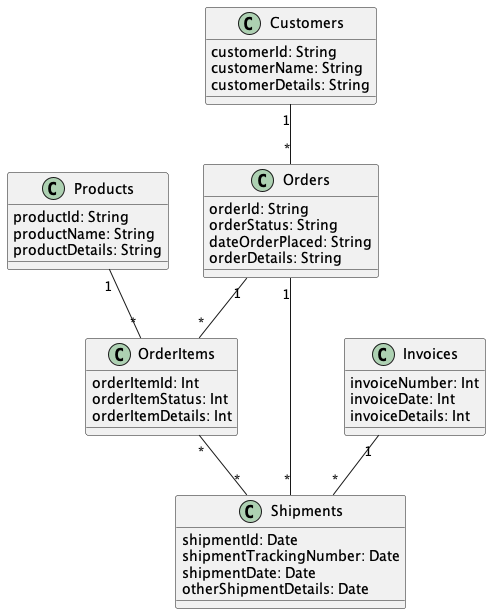 C Customers
customerId: String
customerName: String
customerDetails: String
1
*
C Products
productId: String
productName: String
productDetails: String
C Orders
orderId: String
orderStatus: String
dateOrderPlaced: String
orderDetails: String
1
*
1
*
1
*
C OrderItems
orderItemId: Int
orderItemStatus: Int
orderItemDetails: Int
C Invoices
invoiceNumber: Int
invoiceDate: Int
invoiceDetails: Int
*
*
1
*
C Shipments
shipmentId: Date
shipmentTrackingNumber: Date
shipmentDate: Date
otherShipmentDetails: Date